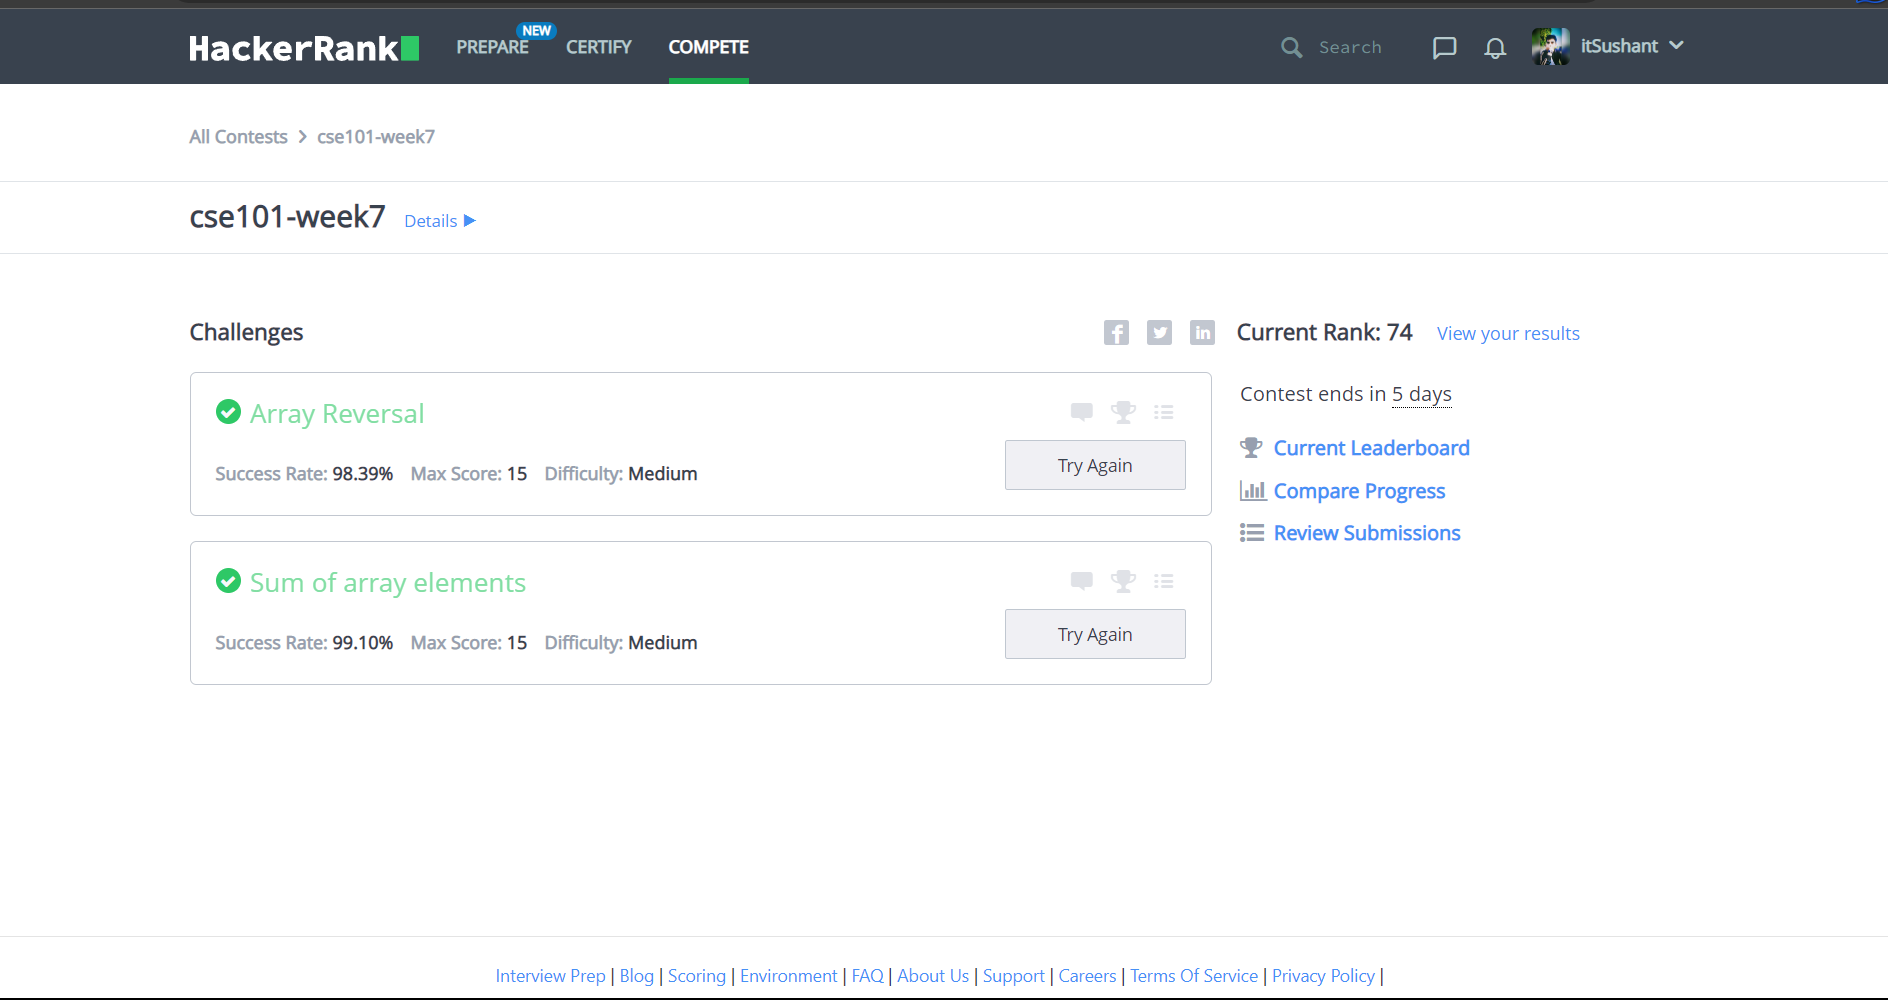 HackerRank PREPARE NEW CERTIFY COMPETE Search itSushant
All Contests > cse101-week7
cse101-week7 Details ▶
Challenges
Current Rank: 74 View your results
Array Reversal
Success Rate: 98.39% Max Score: 15 Difficulty: Medium
Try Again
Sum of array elements
Success Rate: 99.10% Max Score: 15 Difficulty: Medium
Try Again
Contest ends in 5 days
Current Leaderboard
Compare Progress
Review Submissions
Interview Prep | Blog | Scoring | Environment | FAQ | About Us | Support | Careers | Terms Of Service | Privacy Policy |